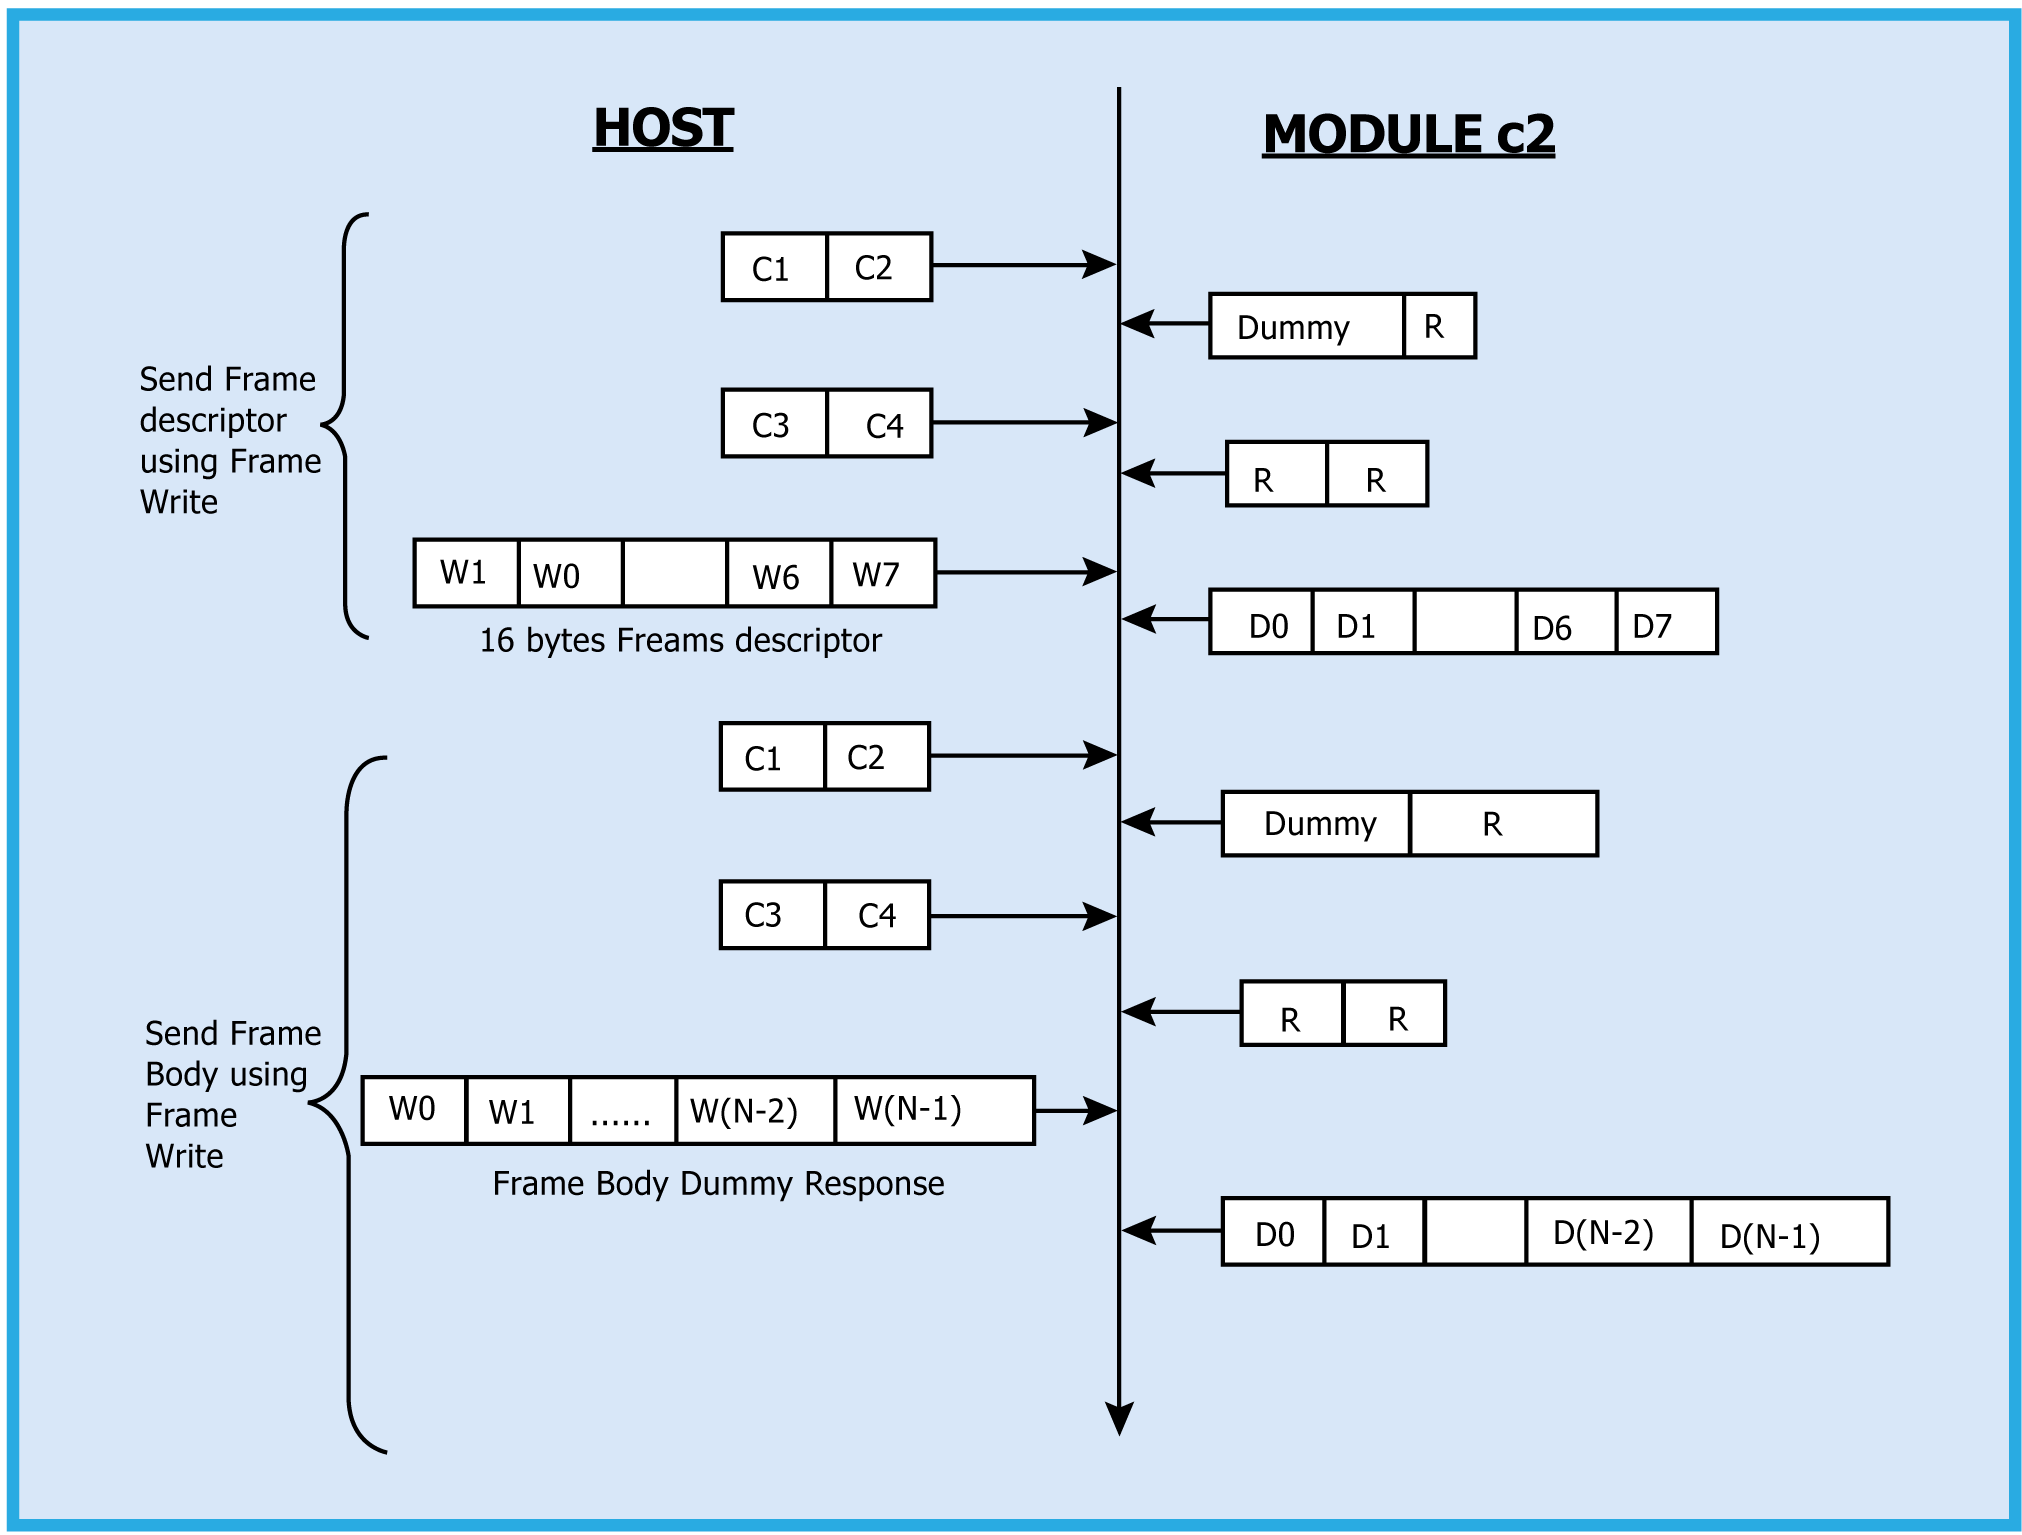 HOST
MODULE c2
C1 C2
Dummy R
Send Frame
descriptor
using Frame
Write
C3 C4
R R
W1 W0 W6 W7
16 bytes Freams descriptor
D0 D1 D6 D7
C1 C2
Dummy R
C3 C4
R R
Send Frame
Body using
Frame
Write
W0 W1 ...... W(N-2) W(N-1)
Frame Body Dummy Response
D0 D1 D(N-2) D(N-1)